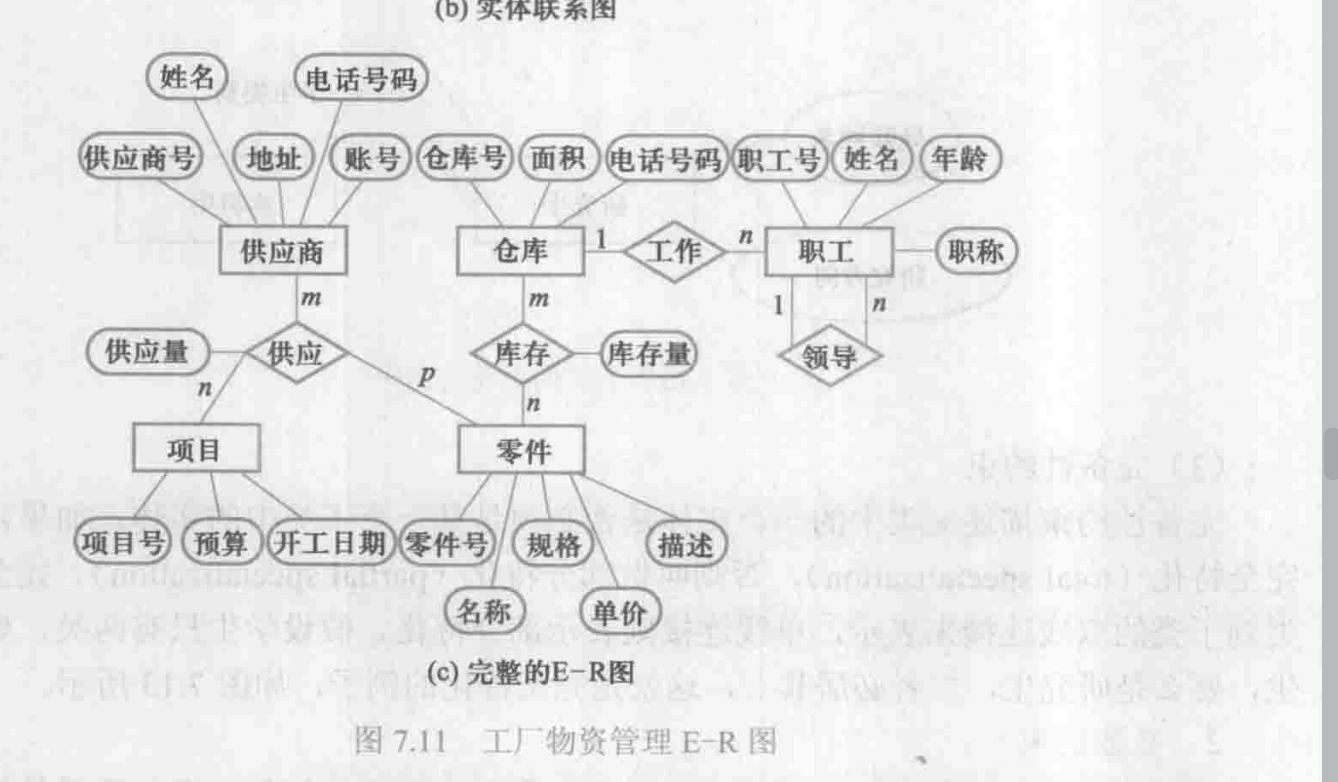 (b) 实体联系图
姓名 电话号码
供应商号 地址 账号 仓库号 面积 电话号码 职工号 姓名 年龄
供应商 仓库 1 工作 n 职工 职称
m m 1 n
供应量 供应 库存 库存量 领导
n p n
项目 零件
项目号 预算 开工日期 零件号 规格 描述
名称 单价
(c) 完整的E-R图
图 7.11 工厂物资管理 E-R 图